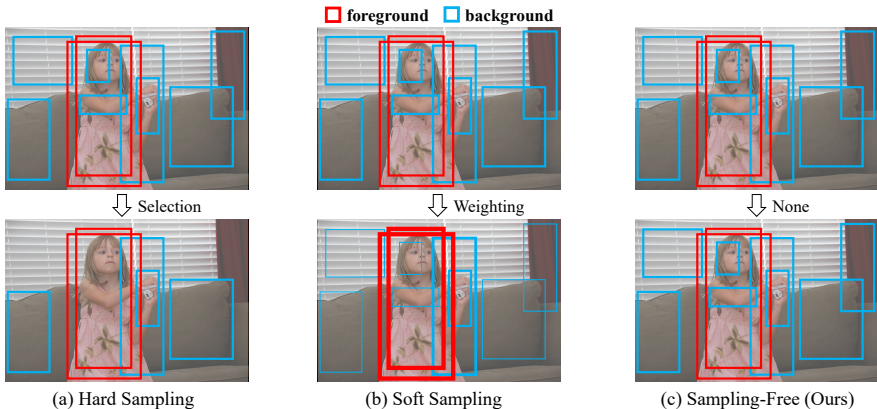 foreground background
Selection
Weighting
None
(a) Hard Sampling
(b) Soft Sampling
(c) Sampling-Free (Ours)